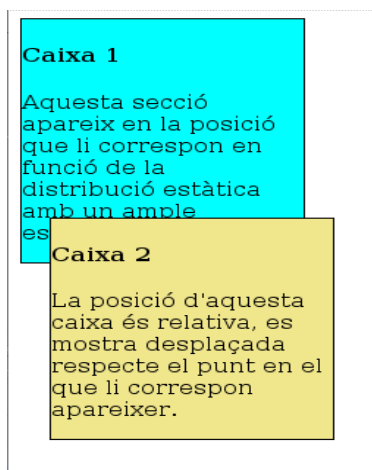 Caixa 1
Aquesta secció
apareix en la posició
que li correspon en
funció de la
distribució estàtica
amb un ample
Caixa 2
La posició d'aquesta
caixa és relativa, es
mostra desplaçada
respecte el punt en el
que li correspon
apareixer.